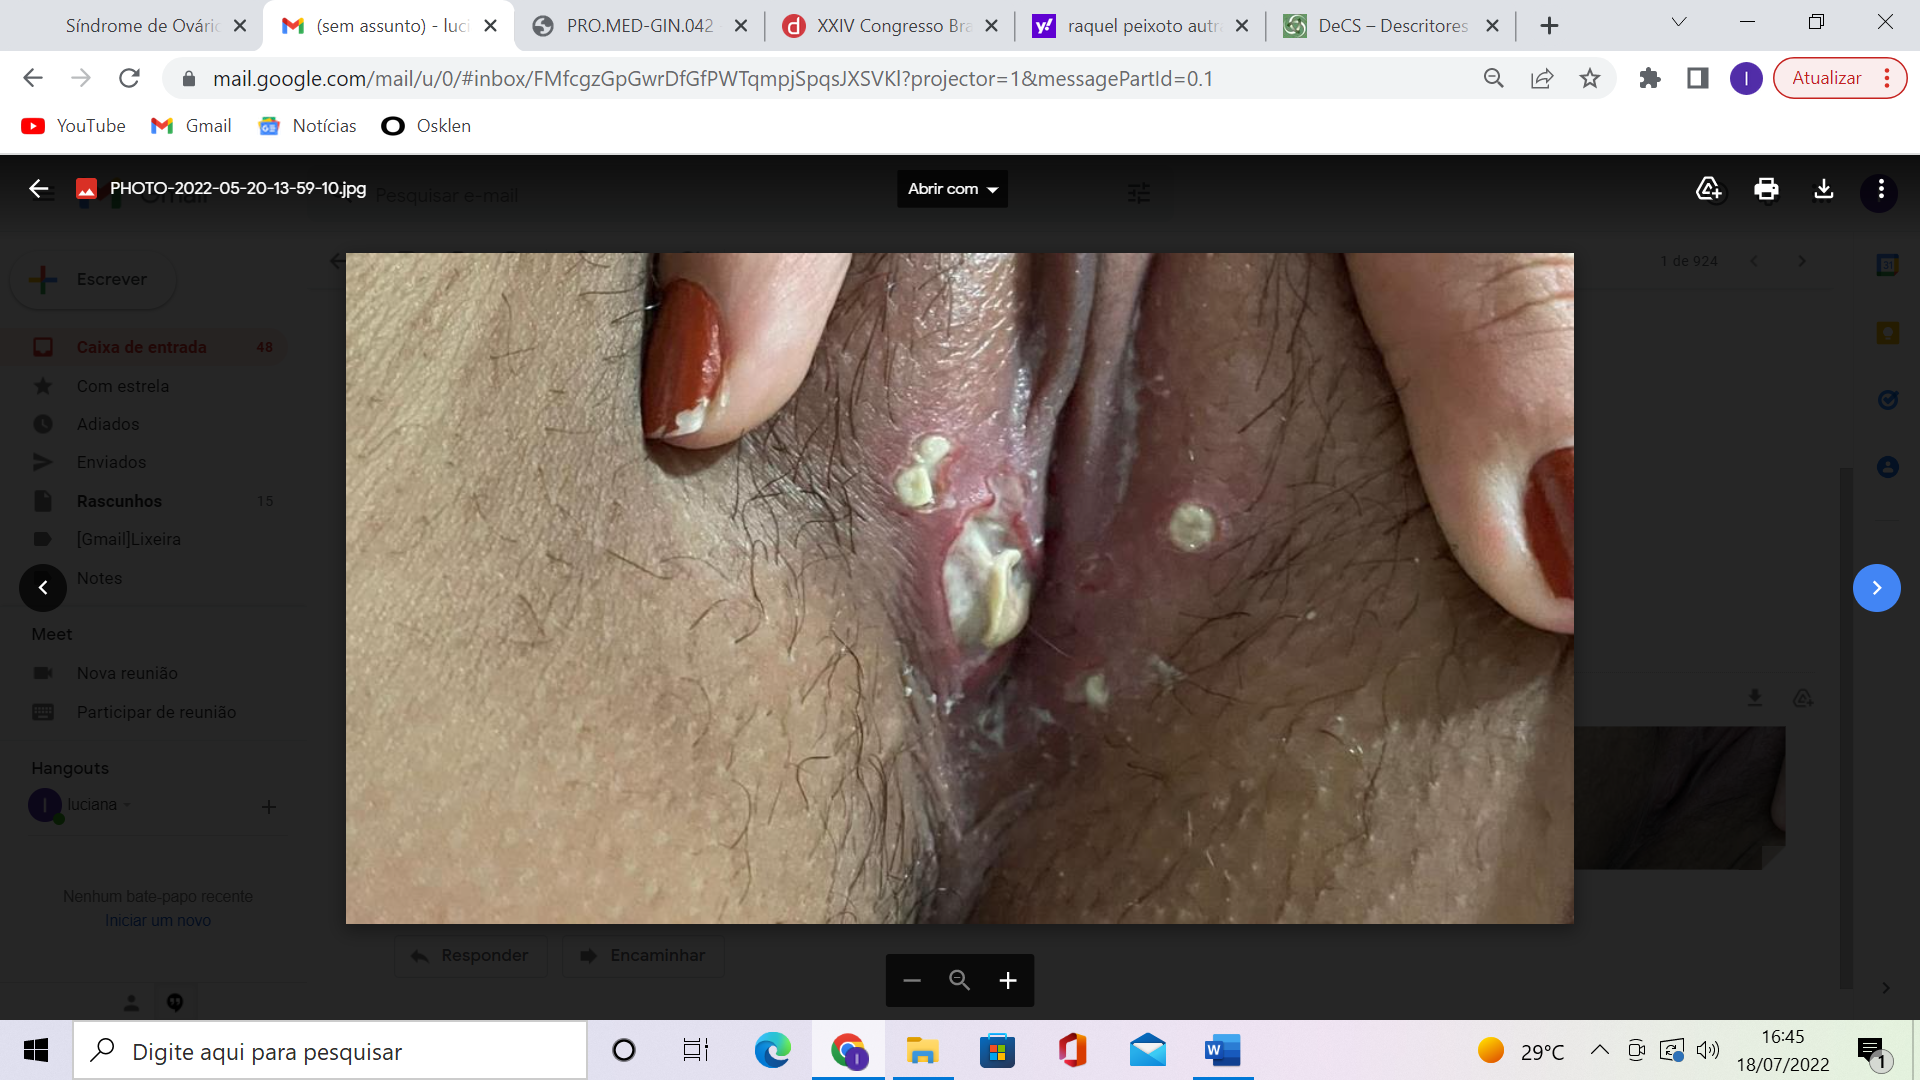 Síndrome de Ovário
(sem assunto) - luci
PRO.MED-GIN.042
XXIV Congresso Bra
raquel peixoto autra
DeCS – Descritores
mail.google.com/mail/u/0/#inbox/FMfcgzGpGwrDfGfPWTqmpjSpqsJXSVKl?projector=1&messagePartId=0.1
Atualizar
YouTube
Gmail
Notícias
Osklen
PHOTO-2022-05-20-13-59-10.jpg
Pesquisar e-mail
Abrir com
Escrever
1 de 924
Caixa de entrada 48
Com estrela
Adiados
Enviados
Rascunhos 15
[Gmail]Lixeira
Notes
Meet
Nova reunião
Participar de reunião
Hangouts
luciana
Nenhum bate-papo recente
Iniciar um novo
Responder
Encaminhar
Digite aqui para pesquisar
29°C
16:45
18/07/2022
1